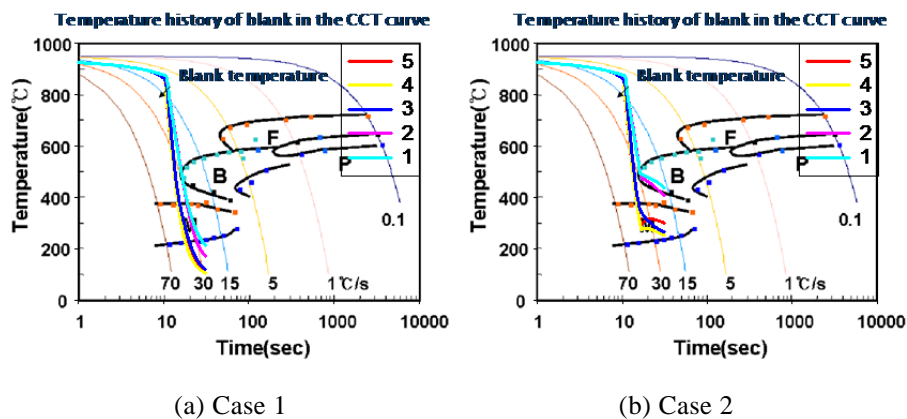 Temperature history of blank in the CCT curve
1000
800
600
400
200
0
Temperature(℃)
Blank temperature
5
4
3
2
1
F
B
P
0.1
70 30 15 5 1℃/s
1 10 100 1000 10000
Time(sec)
(a) Case 1
Temperature history of blank in the CCT curve
1000
800
600
400
200
0
Temperature(℃)
Blank temperature
5
4
3
2
1
F
B
P
0.1
70 30 15 5 1℃/s
1 10 100 1000 10000
Time(sec)
(b) Case 2